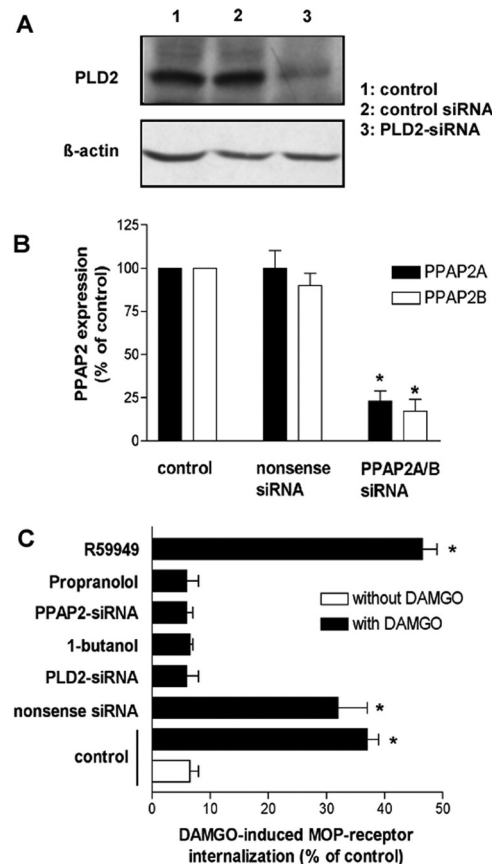 A
1 2 3
PLD2
ß-actin
1: control
2: control siRNA
3: PLD2-siRNA
B
PPAP2 expression
(% of control)
125
100
75
50
25
0
PPAP2A
PPAP2B
* *
control nonsense siRNA PPAP2A/B siRNA
C
R59949 *
Propranolol
PPAP2-siRNA
1-butanol
PLD2-siRNA
nonsense siRNA *
control *
without DAMGO
with DAMGO
0 10 20 30 40 50
DAMGO-induced MOP-receptor
internalization (% of control)